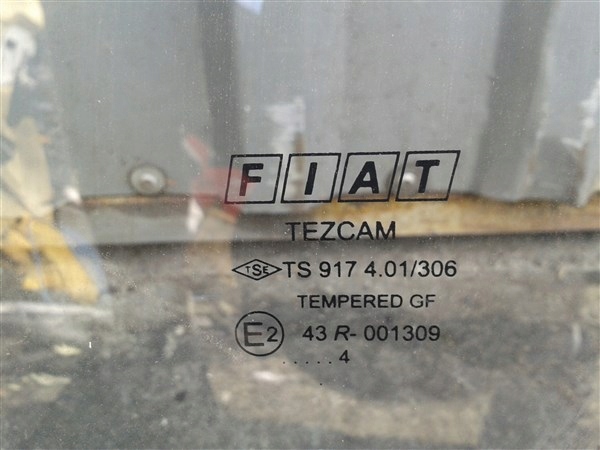 FIAT
TEZCAM
TSE TS 917 4.01/306
TEMPERED GF
E2 43 R-001309
.....4